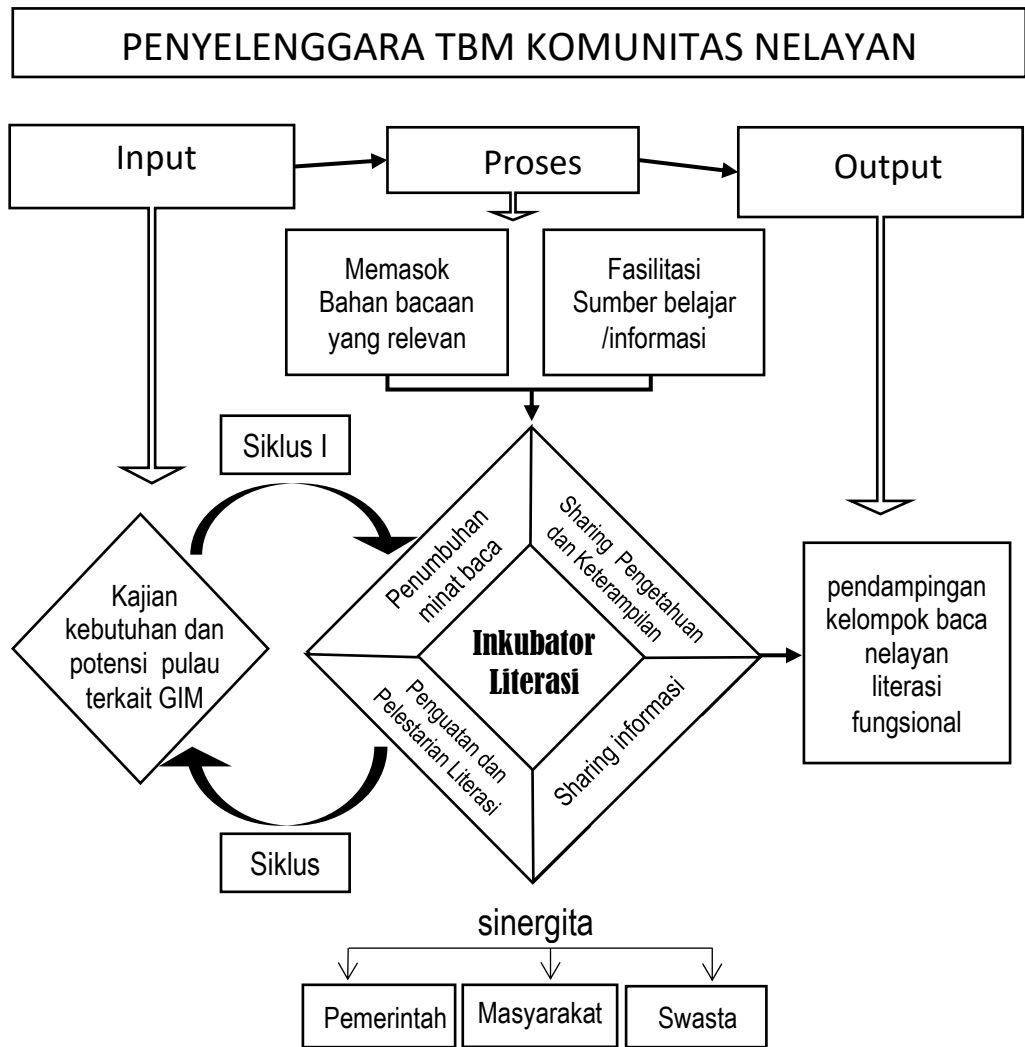 PENYELENGGARA TBM KOMUNITAS NELAYAN
Input
Proses
Output
Memasok
Bahan bacaan
yang relevan
Fasilitasi
Sumber belajar
/informasi
Siklus I
Kajian
kebutuhan dan
potensi pulau
terkait GIM
Penumbuhan
minat baca
Sharing Pengetahuan
dan Keterampilan
Inkubator
Literasi
Penguatan dan
Pelestarian Literasi
Sharing informasi
pendampingan
kelompok baca
nelayan
literasi
fungsional
Siklus
sinergita
Pemerintah
Masyarakat
Swasta